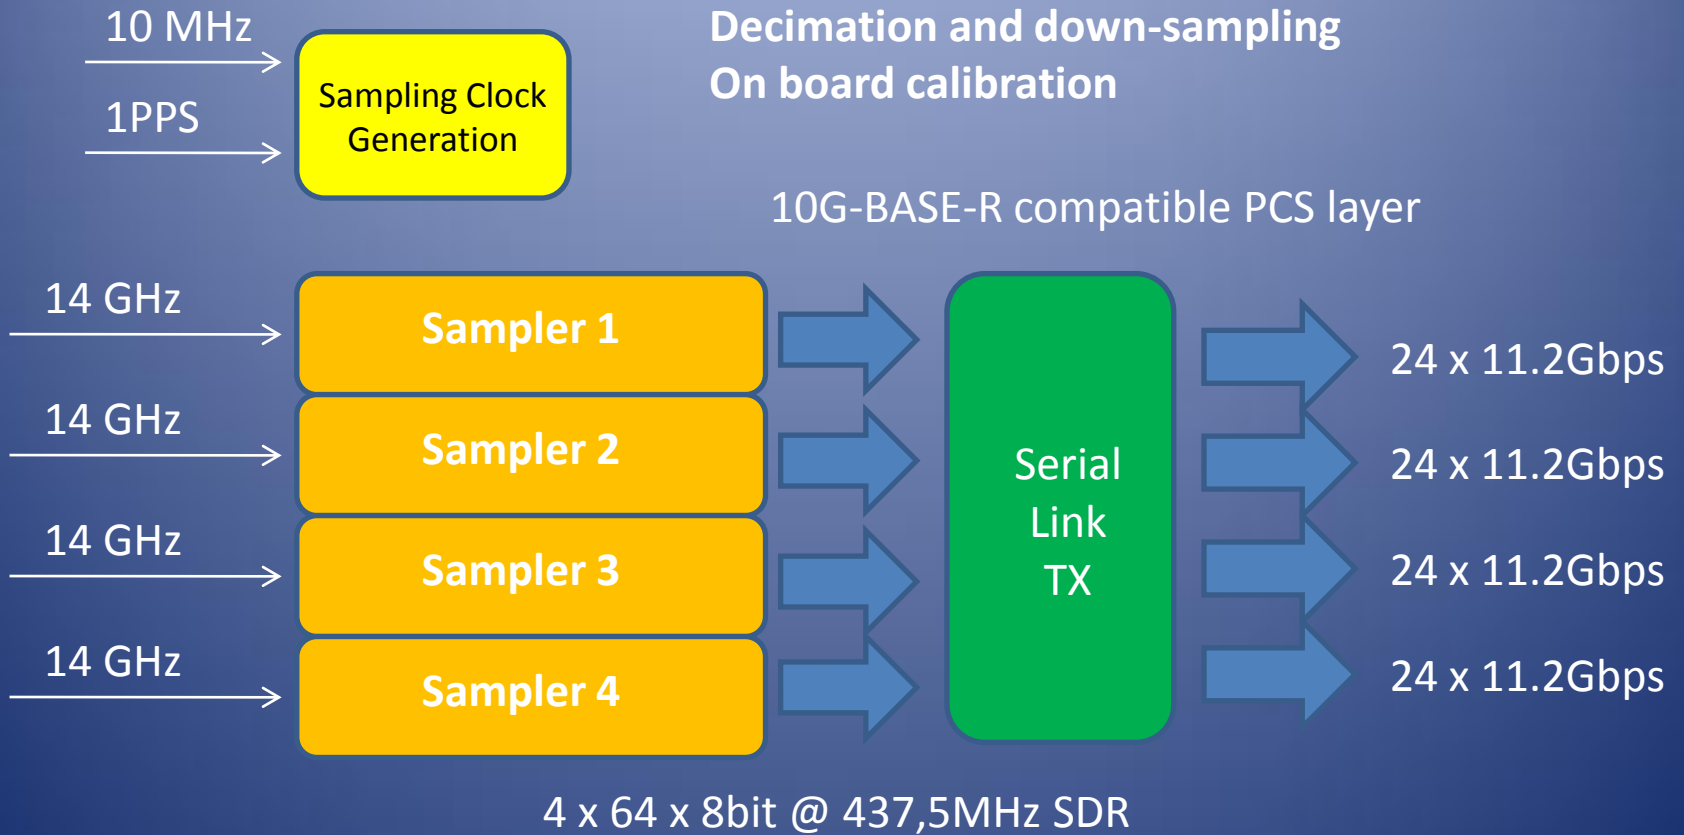 10 MHz
1PPS
Sampling Clock
Generation
Decimation and down-sampling
On board calibration
10G-BASE-R compatible PCS layer
14 GHz
Sampler 1
24 x 11.2Gbps
14 GHz
Sampler 2
24 x 11.2Gbps
14 GHz
Sampler 3
24 x 11.2Gbps
14 GHz
Sampler 4
24 x 11.2Gbps
Serial
Link
TX
4 x 64 x 8bit @ 437,5MHz SDR